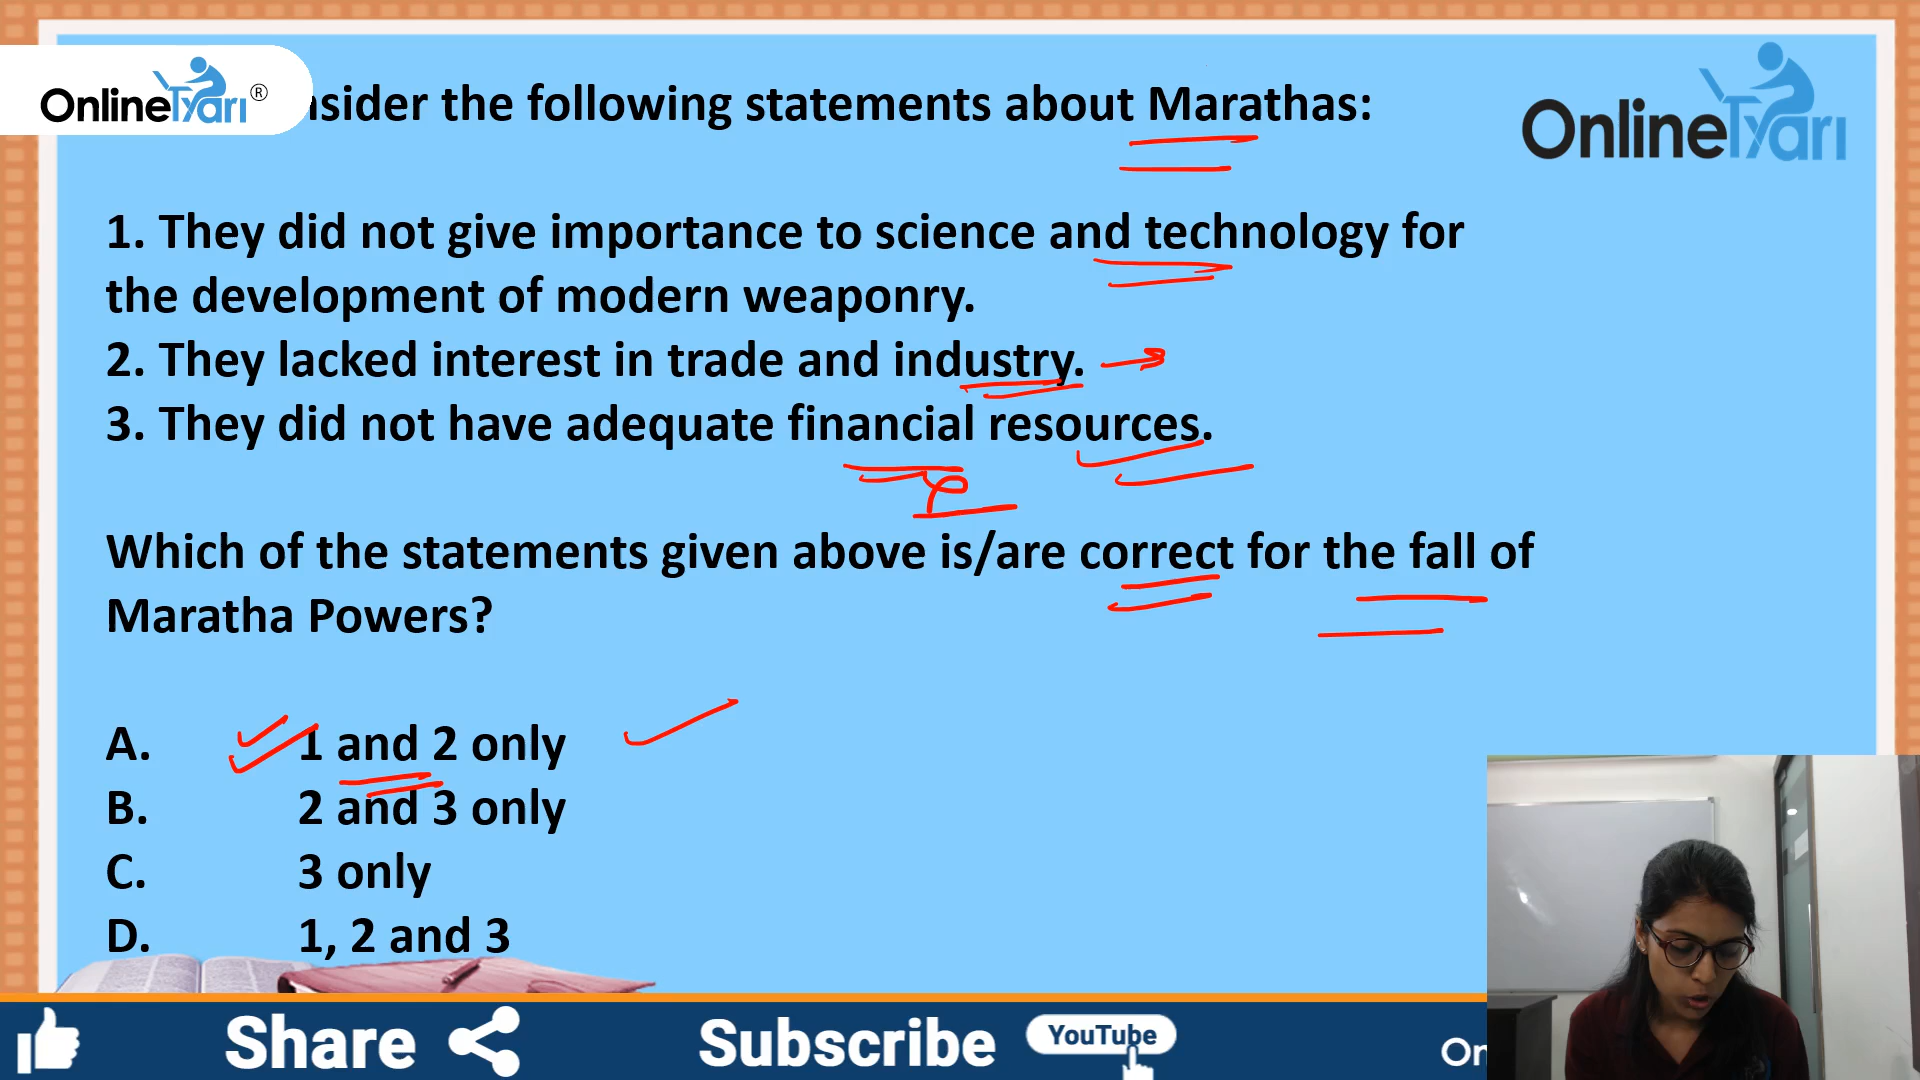 OnlineTyari ®
nsider the following statements about Marathas:
OnlineTyari
1. They did not give importance to science and technology for
the development of modern weaponry.
2. They lacked interest in trade and industry.
3. They did not have adequate financial resources.
Which of the statements given above is/are correct for the fall of
Maratha Powers?
A. 1 and 2 only
B. 2 and 3 only
C. 3 only
D. 1, 2 and 3
Share
Subscribe
YouTube
On